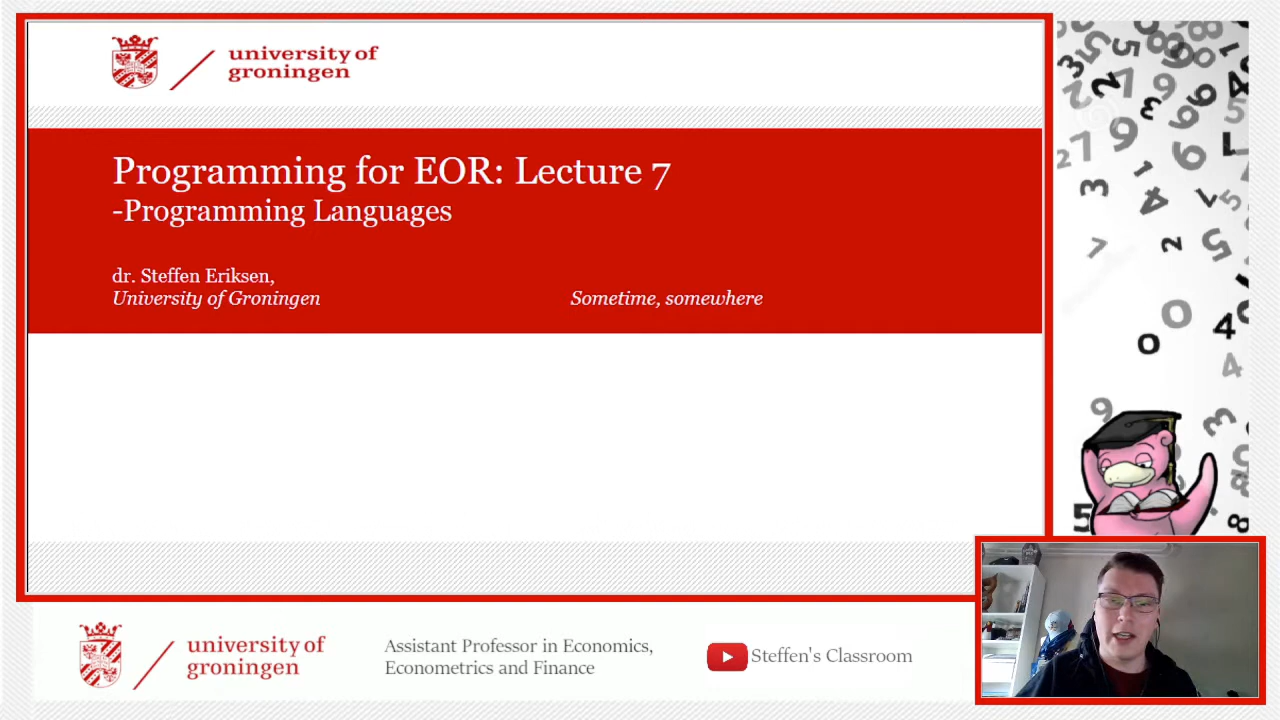 university of
groningen
Programming for EOR: Lecture 7
-Programming Languages
dr. Steffen Eriksen,
University of Groningen
Sometime, somewhere
university of
groningen
Assistant Professor in Economics,
Econometrics and Finance
Steffen's Classroom